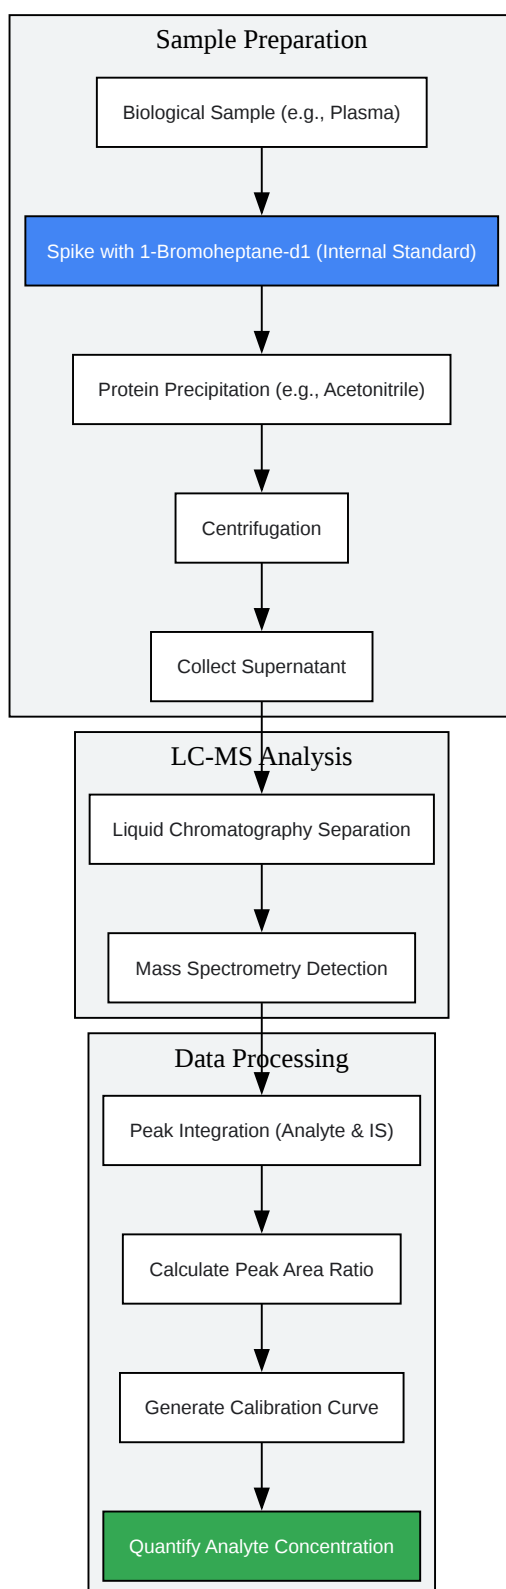 Sample Preparation
Biological Sample (e.g., Plasma)
Spike with 1-Bromoheptane-d1 (Internal Standard)
Protein Precipitation (e.g., Acetonitrile)
Centrifugation
Collect Supernatant
LC-MS Analysis
Liquid Chromatography Separation
Mass Spectrometry Detection
Data Processing
Peak Integration (Analyte & IS)
Calculate Peak Area Ratio
Generate Calibration Curve
Quantify Analyte Concentration